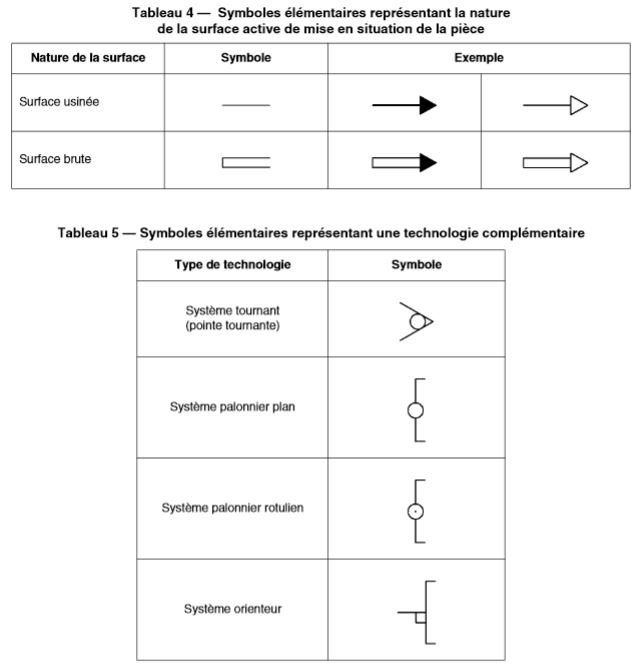 Tableau 4 — Symboles élémentaires représentant la nature
de la surface active de mise en situation de la pièce
Nature de la surface Symbole Exemple
Surface usinée
Surface brute
Tableau 5 — Symboles élémentaires représentant une technologie complémentaire
Type de technologie Symbole
Système tournant
(pointe tournante)
Système palonnier plan
Système palonnier rotulien
Système orienteur